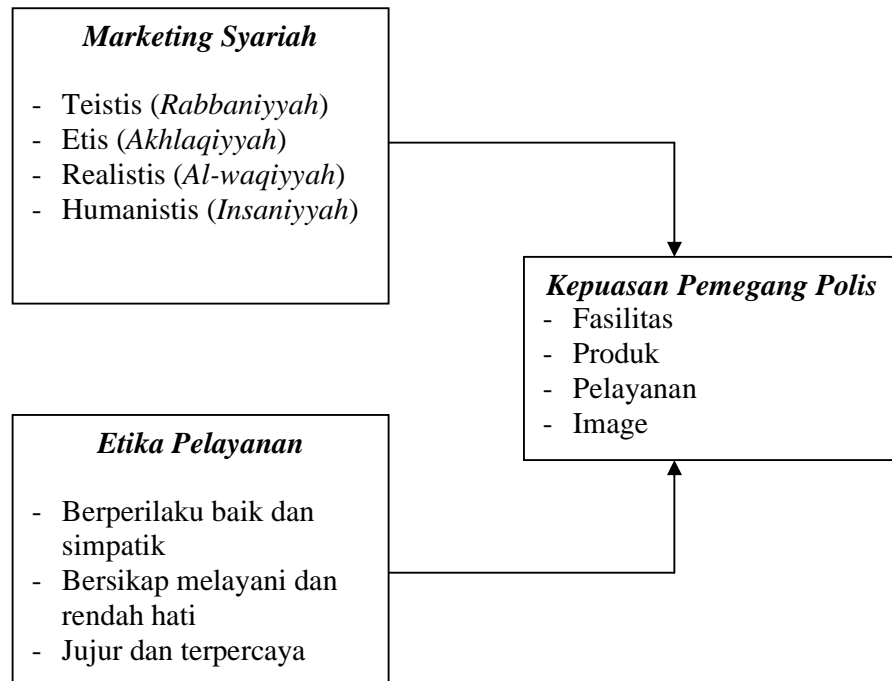 Marketing Syariah
- Teistis (Rabbaniyyah)
- Etis (Akhlaqiyyah)
- Realistis (Al-waqiyyah)
- Humanistis (Insaniyyah)
Kepuasan Pemegang Polis
- Fasilitas
- Produk
- Pelayanan
- Image
Etika Pelayanan
- Berperilaku baik dan
simpatik
- Bersikap melayani dan
rendah hati
- Jujur dan terpercaya